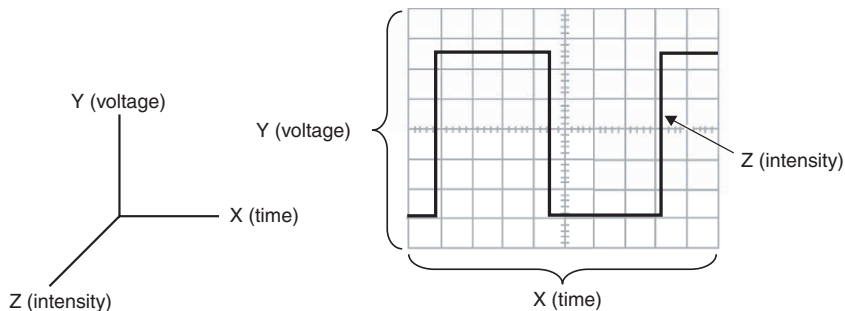 Y (voltage)
X (time)
Z (intensity)
Y (voltage)
Z (intensity)
X (time)